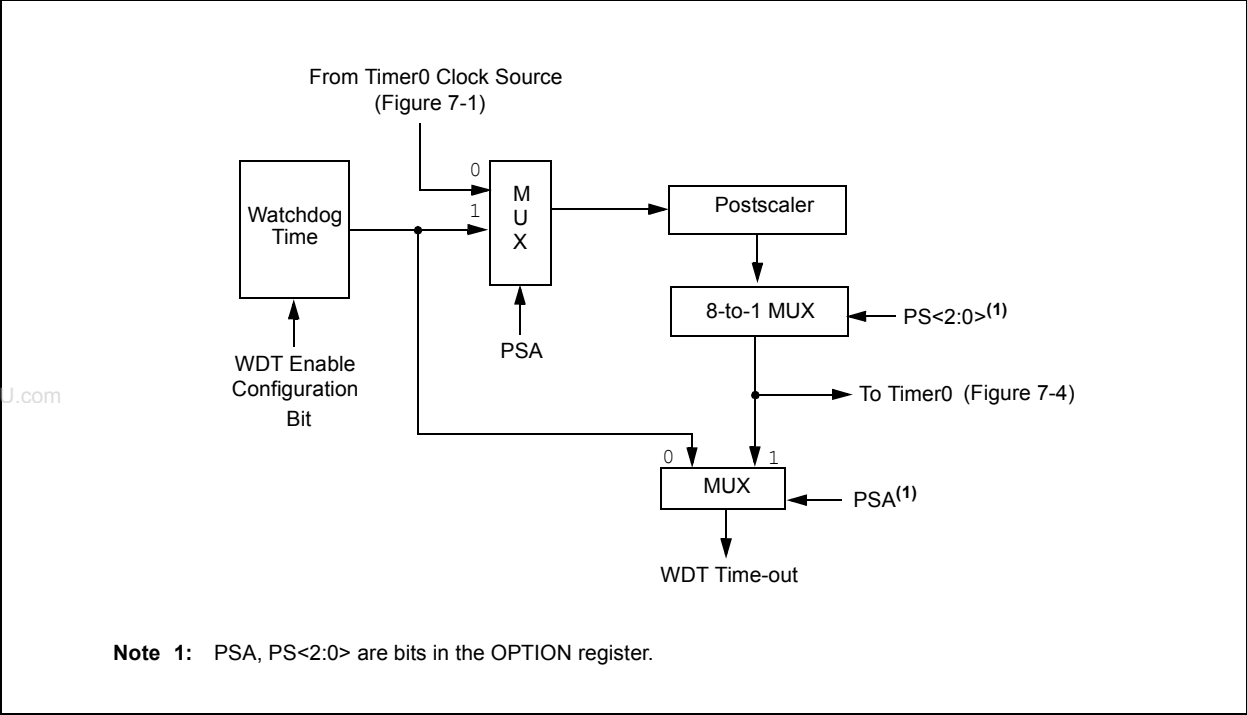 From Timer0 Clock Source
(Figure 7-1)
0
1
M
U
X
Watchdog
Time
Postscaler
8-to-1 MUX
PS<2:0>(1)
PSA
WDT Enable
Configuration
Bit
U.com
To Timer0 (Figure 7-4)
0
1
MUX
PSA(1)
WDT Time-out
Note 1: PSA, PS<2:0> are bits in the OPTION register.